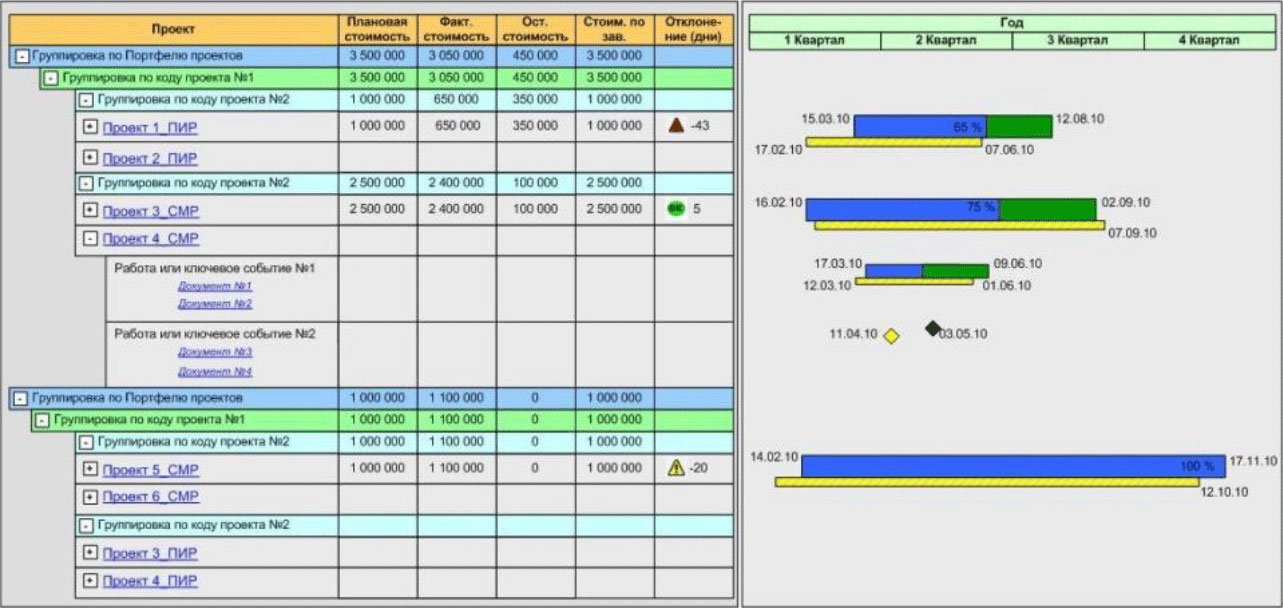 Проект Плановая стоимость Факт. стоимость Ост. стоимость Стоим. по зав. Отклоне-ние (дни)
Группировка по Портфелю проектов 3 500 000 3 050 000 450 000 3 500 000
Группировка по коду проекта №1 3 500 000 3 050 000 450 000 3 500 000
Группировка по коду проекта №2 1 000 000 650 000 350 000 1 000 000
Проект 1_ПИР 1 000 000 650 000 350 000 1 000 000 -43
Проект 2_ПИР
Группировка по коду проекта №2 2 500 000 2 400 000 100 000 2 500 000
Проект 3_СМР 2 500 000 2 400 000 100 000 2 500 000 OK 5
Проект 4_СМР
Работа или ключевое событие №1
Документ №1
Документ №2
Работа или ключевое событие №2
Документ №3
Документ №4
Группировка по Портфелю проектов 1 000 000 1 100 000 0 1 000 000
Группировка по коду проекта №1 1 000 000 1 100 000 0 1 000 000
Группировка по коду проекта №2 1 000 000 1 100 000 0 1 000 000
Проект 5_СМР 1 000 000 1 100 000 0 1 000 000 -20
Проект 6_СМР
Группировка по коду проекта №2
Проект 3_ПИР
Проект 4_ПИР
Год
1 Квартал 2 Квартал 3 Квартал 4 Квартал
15.03.10 65 % 12.08.10
17.02.10 07.06.10
16.02.10 75 % 02.09.10
07.09.10
17.03.10 09.06.10
12.03.10 01.06.10
11.04.10 03.05.10
14.02.10 100 % 17.11.10
12.10.10